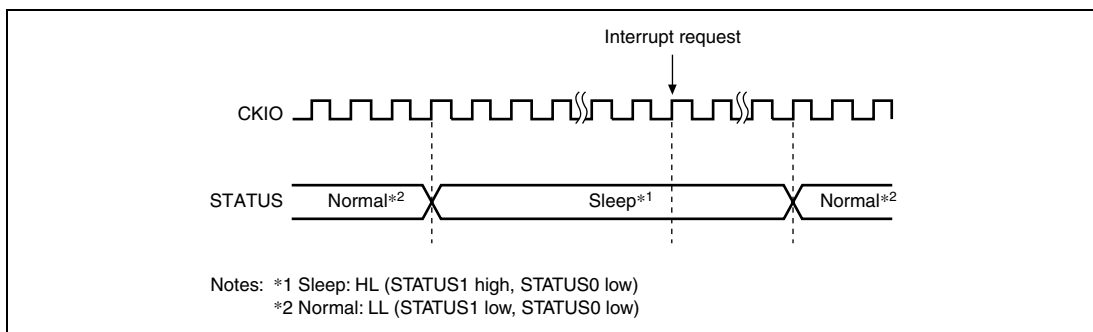 Interrupt request
CKIO
STATUS Normal*2 Sleep*1 Normal*2
Notes: *1 Sleep: HL (STATUS1 high, STATUS0 low)
*2 Normal: LL (STATUS1 low, STATUS0 low)